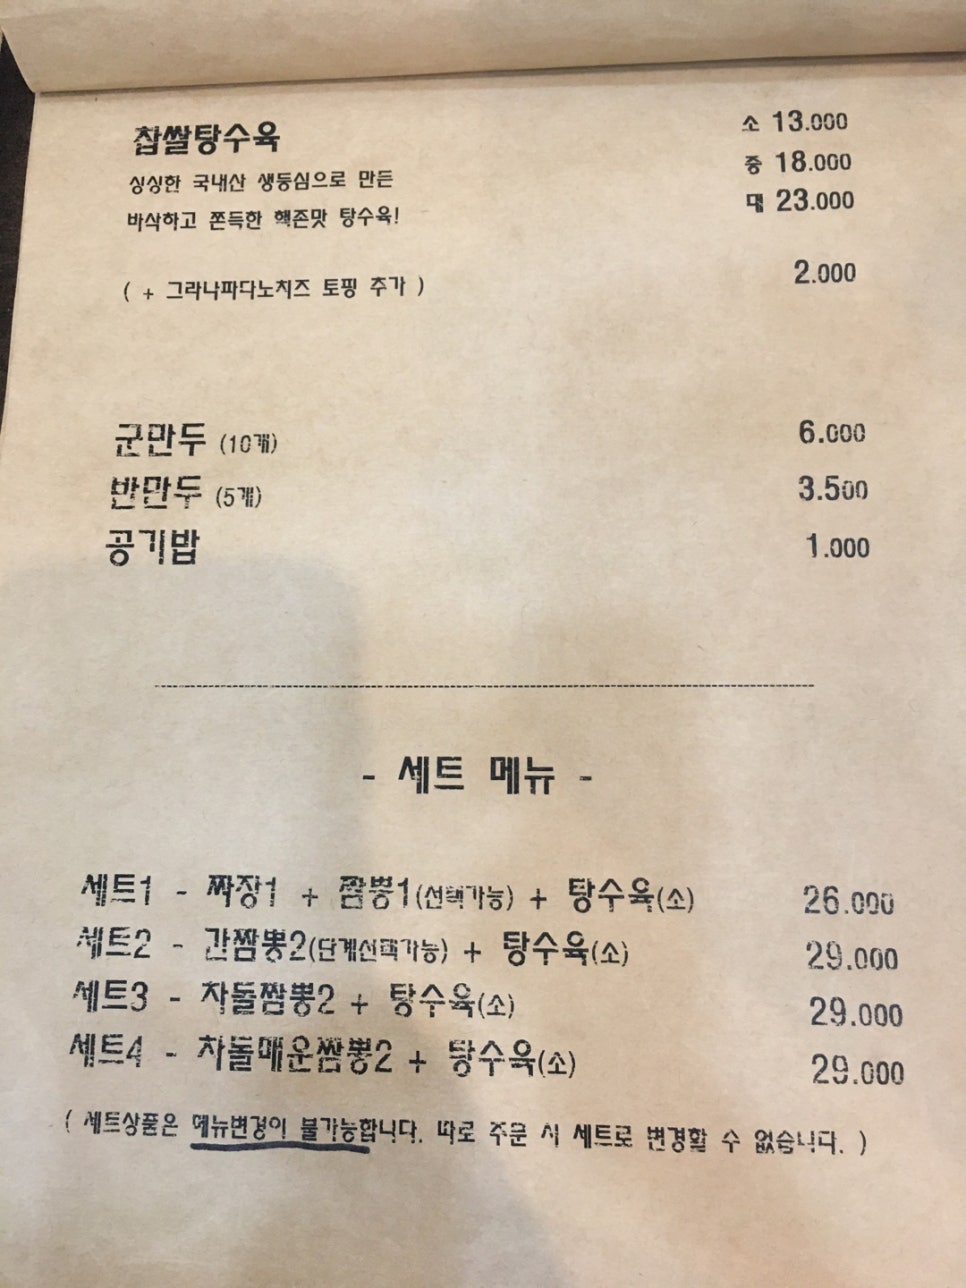 찹쌀탕수육 소 13.000
싱싱한 국내산 생등심으로 만든 중 18.000
바삭하고 쫀득한 핵존맛 탕수육! 대 23.000
( + 그라나파다노치즈 토핑 추가 ) 2.000
군만두 (10개) 6.000
반만두 (5개) 3.500
공기밥 1.000
- 세트 메뉴 -
세트1 - 짜장1 + 짬뽕1(선택가능) + 탕수육(소) 26.000
세트2 - 간짬뽕2(단계선택가능) + 탕수육(소) 29.000
세트3 - 차돌짬뽕2 + 탕수육(소) 29.000
세트4 - 차돌매운짬뽕2 + 탕수육(소) 29.000
( 세트상품은 메뉴변경이 불가능합니다. 따로 주문 시 세트로 변경할 수 없습니다. )